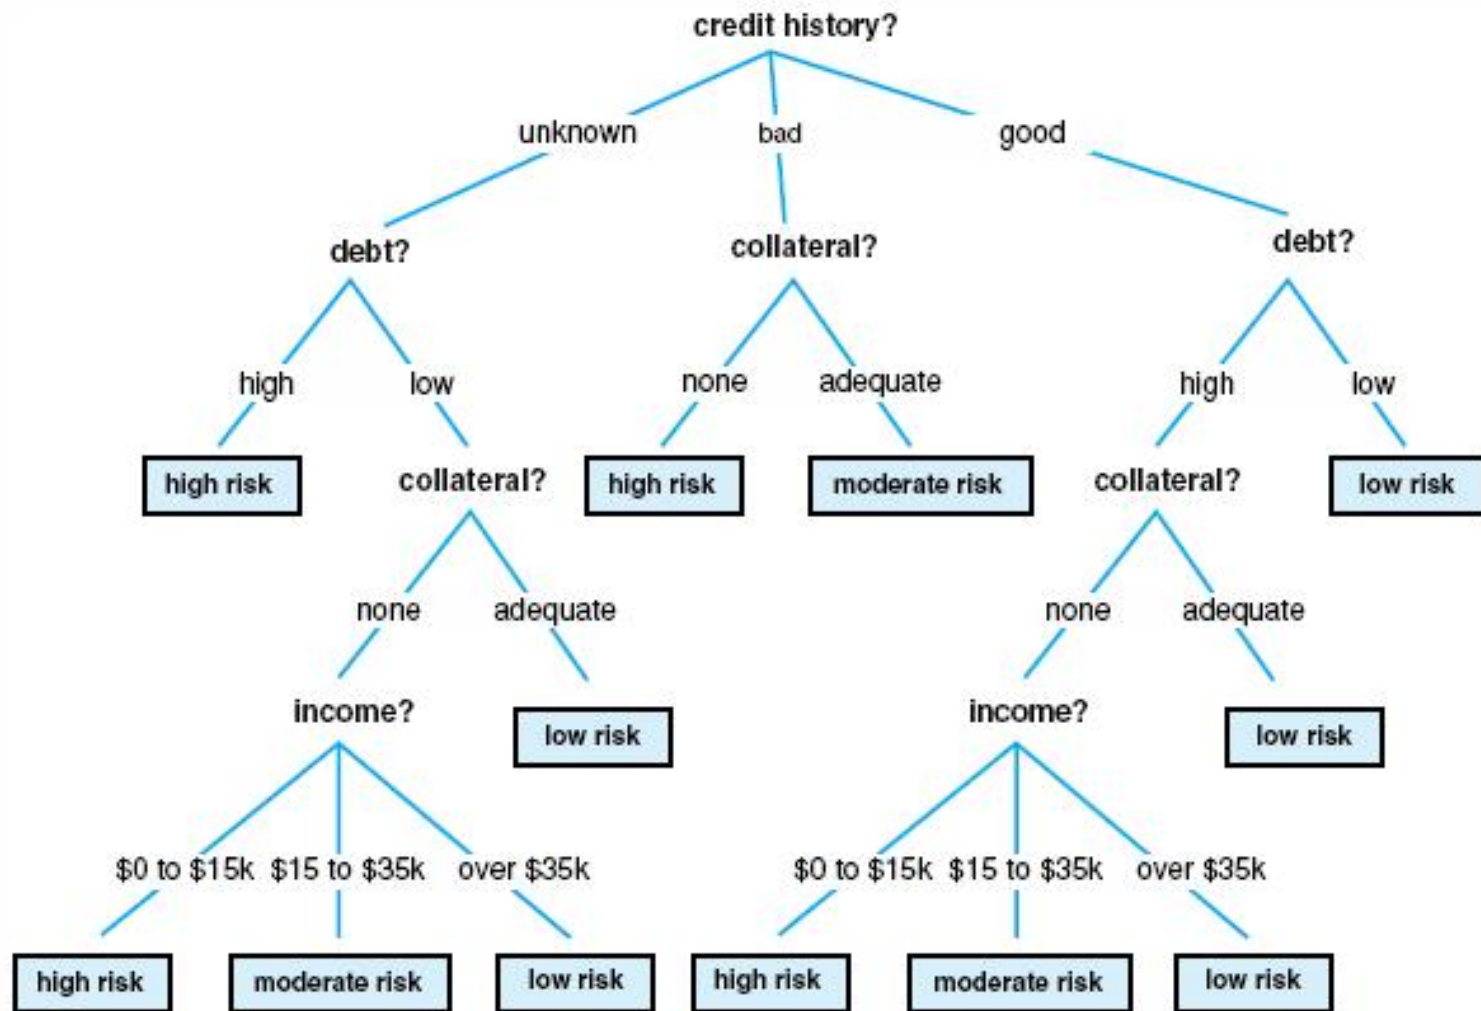 credit history?
unknown bad good
debt? collateral? debt?
high low none adequate high low
high risk collateral? high risk moderate risk collateral? low risk
none adequate none adequate
income? low risk income? low risk
$0 to $15k $15 to $35k over $35k $0 to $15k $15 to $35k over $35k
high risk moderate risk low risk high risk moderate risk low risk